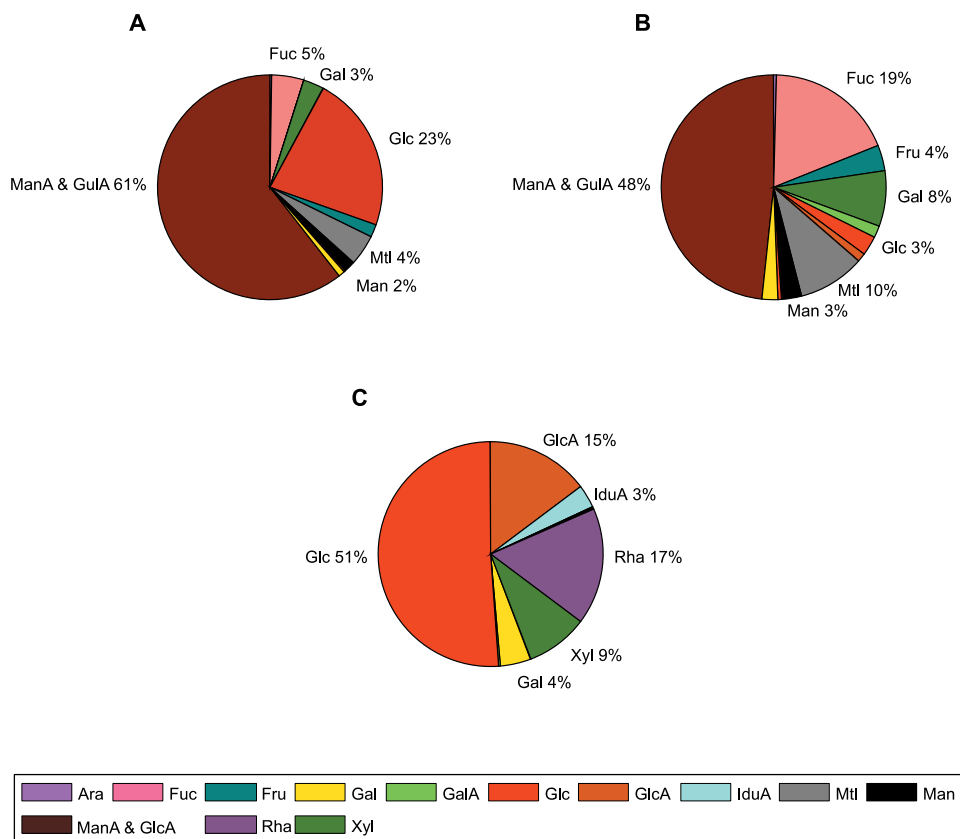 A
Fuc 5%
Gal 3%
Glc 23%
ManA & GulA 61%
Mtl 4%
Man 2%
B
Fuc 19%
Fru 4%
ManA & GulA 48%
Gal 8%
Glc 3%
Mtl 10%
Man 3%
C
GlcA 15%
IduA 3%
Glc 51%
Rha 17%
Xyl 9%
Gal 4%
Ara Fuc Fru Gal GalA Glc GlcA IduA Mtl Man
ManA & GlcA Rha Xyl